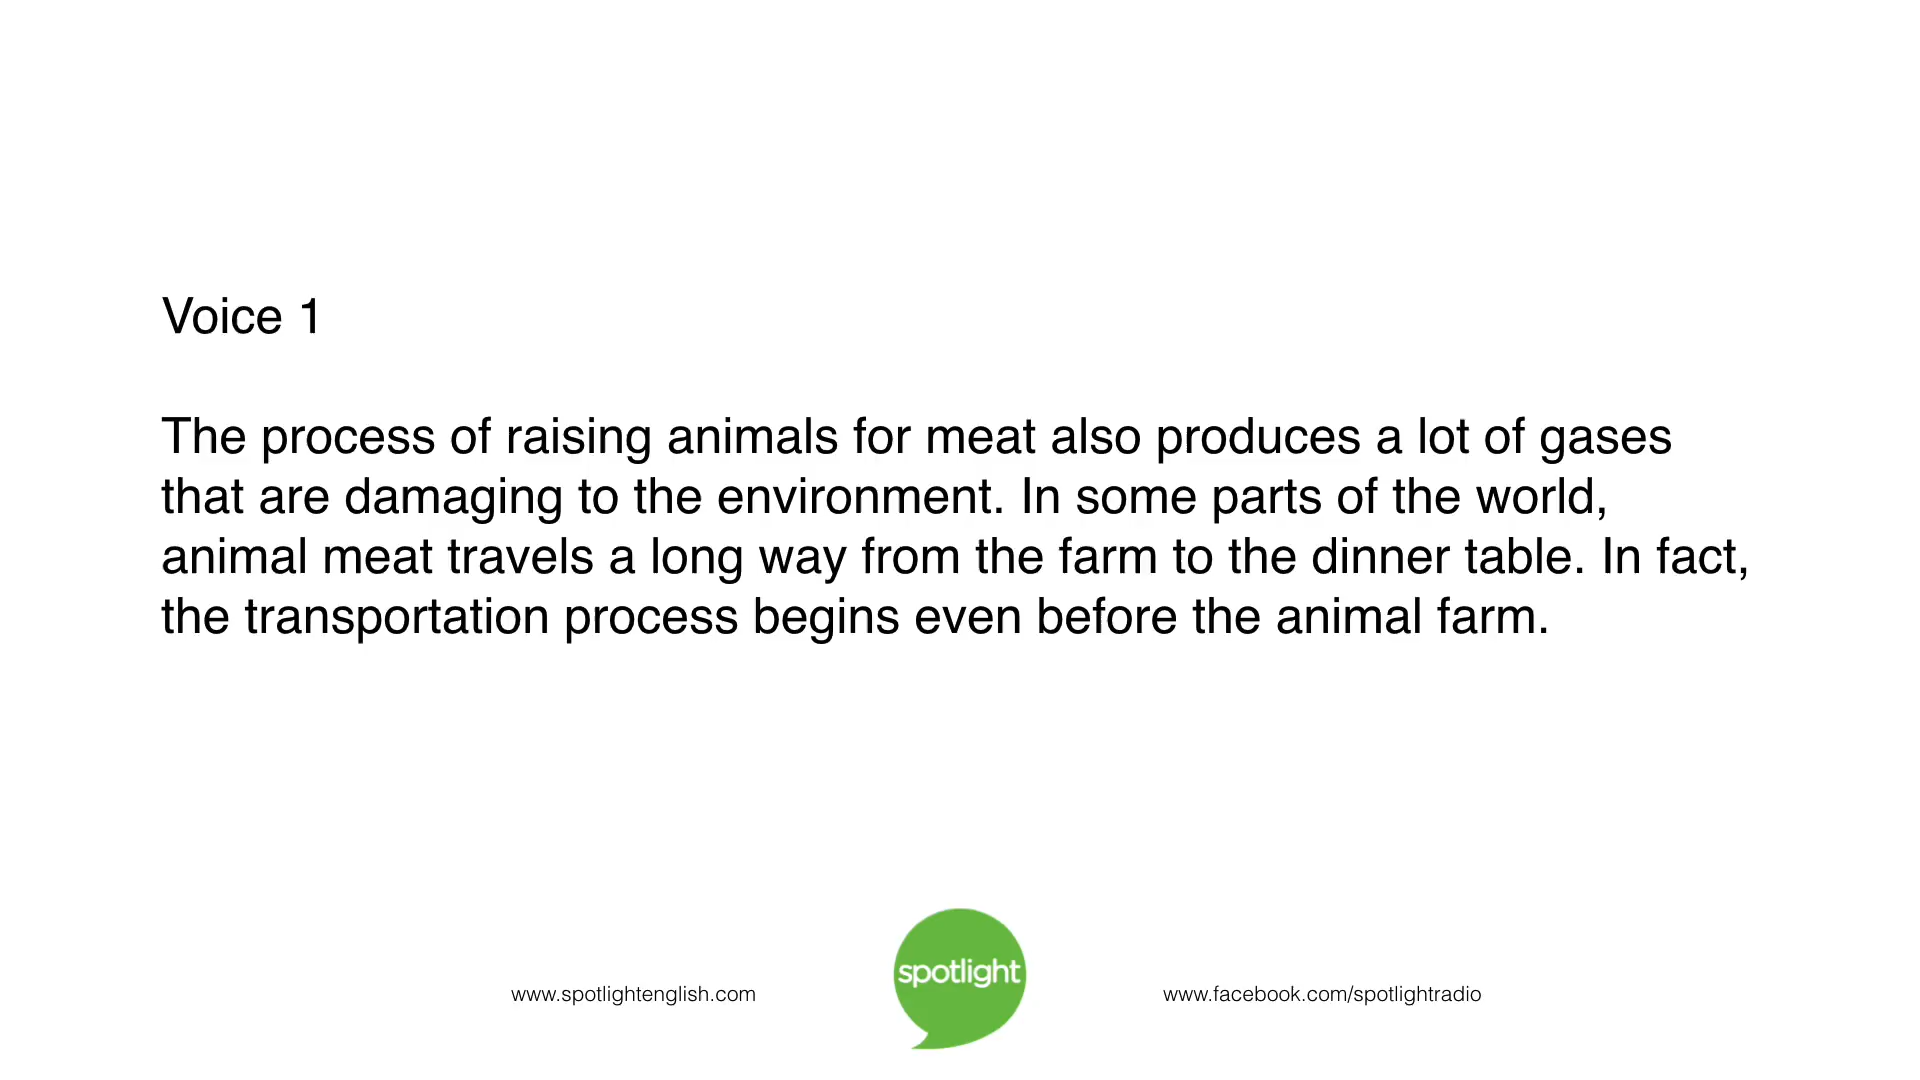 Voice 1
The process of raising animals for meat also produces a lot of gases
that are damaging to the environment. In some parts of the world,
animal meat travels a long way from the farm to the dinner table. In fact,
the transportation process begins even before the animal farm.
spotlight
www.spotlightenglish.com
www.facebook.com/spotlightradio